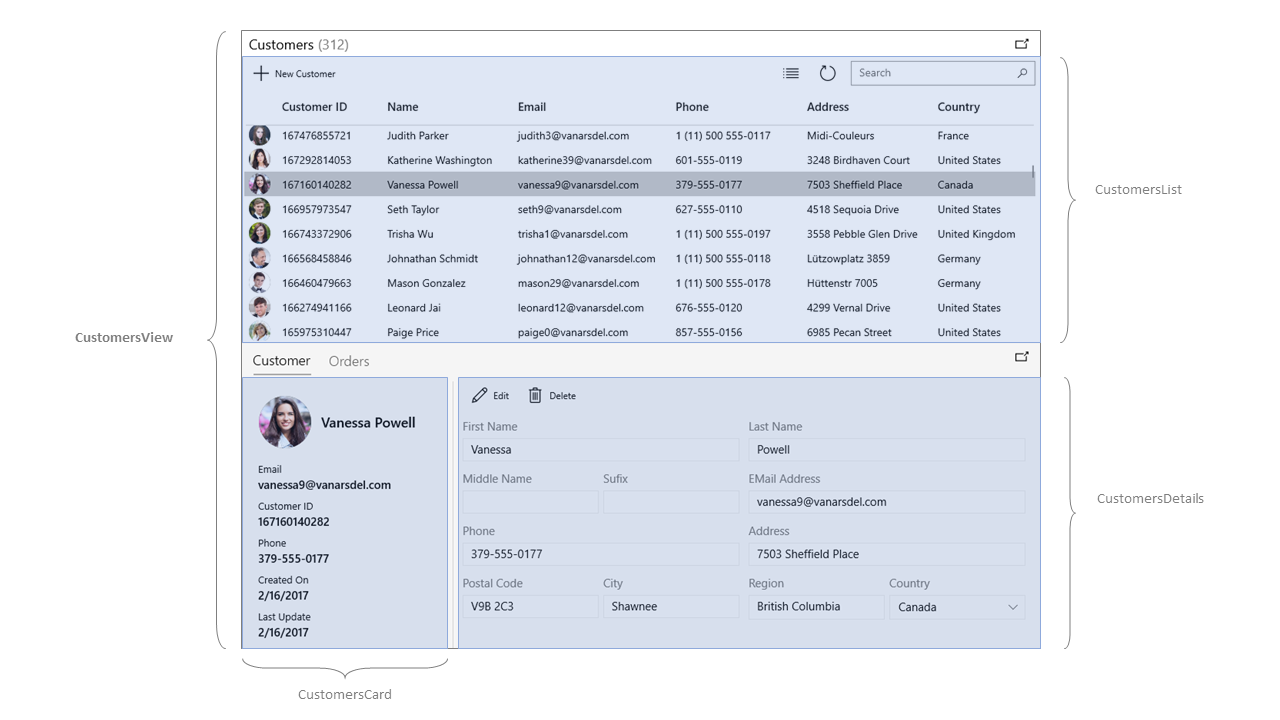 Customers (312)
New Customer
Search
Customer ID Name Email Phone Address Country
167476855721 Judith Parker judith3@vanarsdel.com 1 (11) 500 555-0117 Midi-Couleurs France
167292814053 Katherine Washington katherine39@vanarsdel.com 601-555-0119 3248 Birdhaven Court United States
167160140282 Vanessa Powell vanessa9@vanarsdel.com 379-555-0177 7503 Sheffield Place Canada
166957973547 Seth Taylor seth9@vanarsdel.com 627-555-0110 4518 Sequoia Drive United States
166743372906 Trisha Wu trisha1@vanarsdel.com 1 (11) 500 555-0197 3558 Pebble Glen Drive United Kingdom
166568458846 Johnathan Schmidt johnathan12@vanarsdel.com 1 (11) 500 555-0118 Lützowplatz 3859 Germany
166460479663 Mason Gonzalez mason29@vanarsdel.com 1 (11) 500 555-0178 Hüttenstr 7005 Germany
166274941166 Leonard Jai leonard12@vanarsdel.com 676-555-0120 4299 Vernal Drive United States
165975310447 Paige Price paige0@vanarsdel.com 857-555-0156 6985 Pecan Street United States
CustomersList
CustomersView
Customer Orders
Vanessa Powell
Email
vanessa9@vanarsdel.com
Customer ID
167160140282
Phone
379-555-0177
Created On
2/16/2017
Last Update
2/16/2017
Edit Delete
First Name Last Name
Vanessa Powell
Middle Name Sufix EMail Address
vanessa9@vanarsdel.com
Phone Address
379-555-0177 7503 Sheffield Place
Postal Code City Region Country
V9B 2C3 Shawnee British Columbia Canada
CustomersDetails
CustomersCard